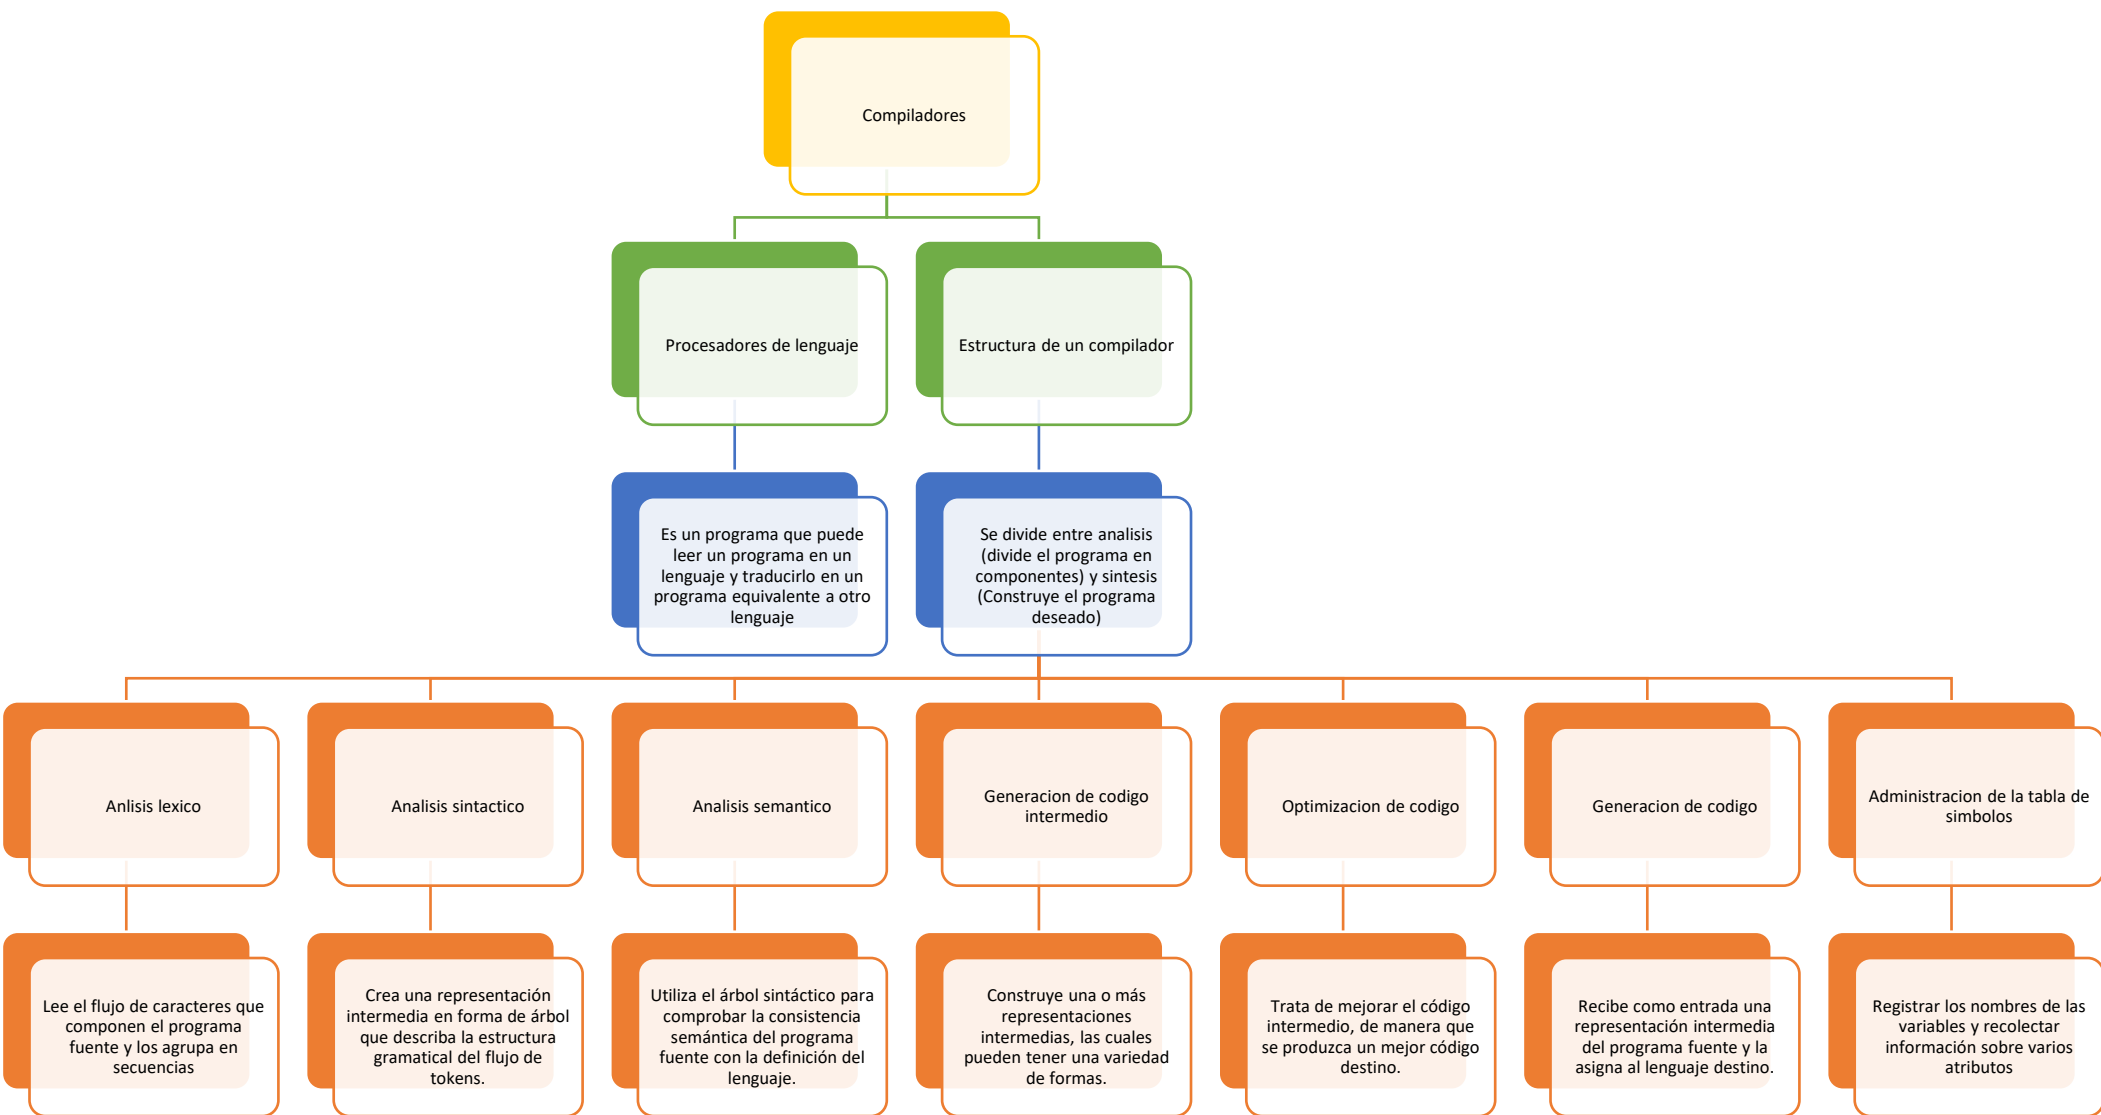 Compiladores
Procesadores de lenguaje
Estructura de un compilador
Es un programa que puede
leer un programa en un
lenguaje y traducirlo en un
programa equivalente a otro
lenguaje
Se divide entre analisis
(divide el programa en
componentes) y sintesis
(Construye el programa
deseado)
Anlisis lexico
Analisis sintactico
Analisis semantico
Generacion de codigo
intermedio
Optimizacion de codigo
Generacion de codigo
Administracion de la tabla de
simbolos
Lee el flujo de caracteres que
componen el programa
fuente y los agrupa en
secuencias
Crea una representación
intermedia en forma de árbol
que describa la estructura
gramatical del flujo de
tokens.
Utiliza el árbol sintáctico para
comprobar la consistencia
semántica del programa
fuente con la definición del
lenguaje.
Construye una o más
representaciones
intermedias, las cuales
pueden tener una variedad
de formas.
Trata de mejorar el código
intermedio, de manera que
se produzca un mejor código
destino.
Recibe como entrada una
representación intermedia
del programa fuente y la
asigna al lenguaje destino.
Registrar los nombres de las
variables y recolectar
información sobre varios
atributos